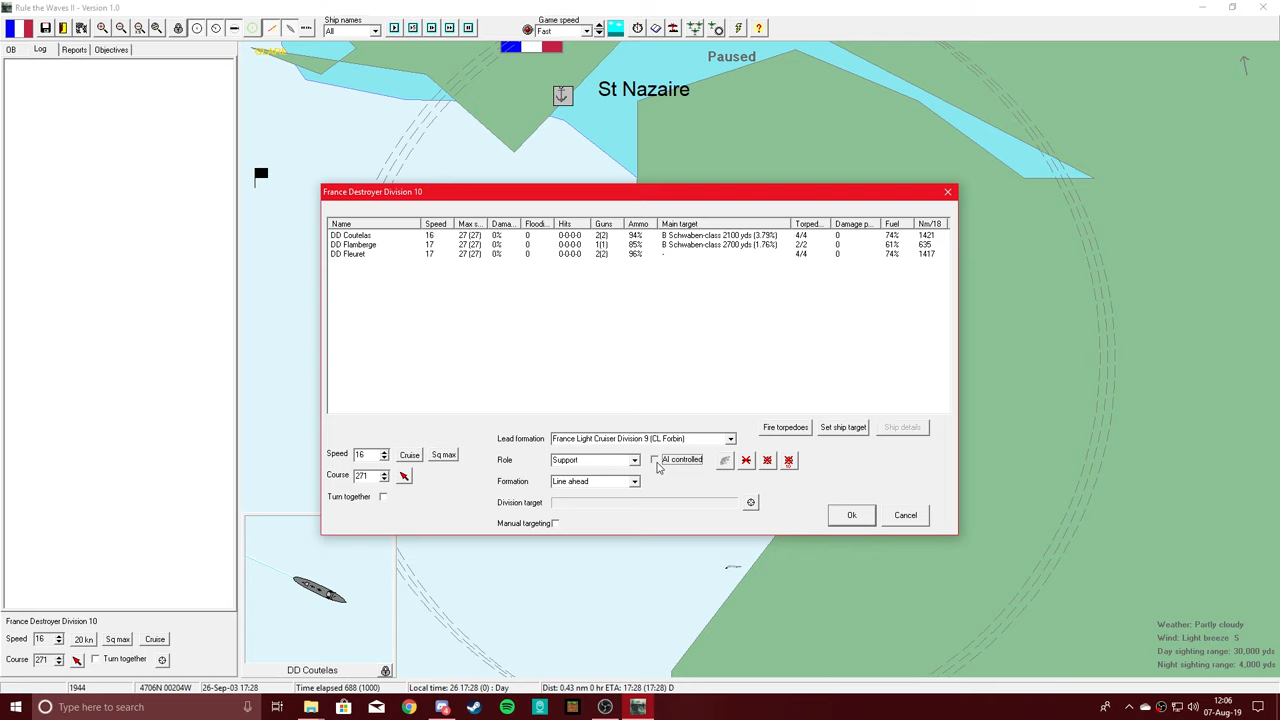 Rule the Waves II - Version 1.0
Ship names
All
Game speed
Fast
OB Log Reports Objectives
Paused
St Nazaire
France Destroyer Division 10
Name Speed Max s... Dama... Floodi... Hits Guns Ammo Main target Torped... Damage p... Fuel Nm/18
DD Coutelas 16 27 (27) 0% 0 0-0-0-0 2(2) 94% B Schwaben-class 2100 yds (3.79%) 4/4 0 74% 1421
DD Flamberge 17 27 (27) 0% 0 0-0-0-0 1(1) 85% B Schwaben-class 2700 yds (1.76%) 2/2 0 61% 635
DD Fleuret 17 27 (27) 0% 0 0-0-0-0 2(2) 96% - 4/4 0 74% 1417
Fire torpedoes Set ship target Ship details
Lead formation France Light Cruiser Division 9 (CL Forbin)
Speed 16 Cruise Sq max
Role Support AI controlled
Course 271
Formation Line ahead
Turn together
Division target
Manual targeting
Ok Cancel
France Destroyer Division 10
Speed 16 20 kn Sq max Cruise
Course 271 Turn together
DD Coutelas
Weather: Partly cloudy
Wind: Light breeze S
Day sighting range: 30,000 yds
Night sighting range: 4,000 yds
1944 4706N 00204W 26-Sep-03 17:28 Time elapsed 688 (1000) Local time: 26 17:28 (0) : Day Dist: 0.43 nm 0 hr ETA: 17:28 (17:28) D
Type here to search
12:06
07-Aug-19